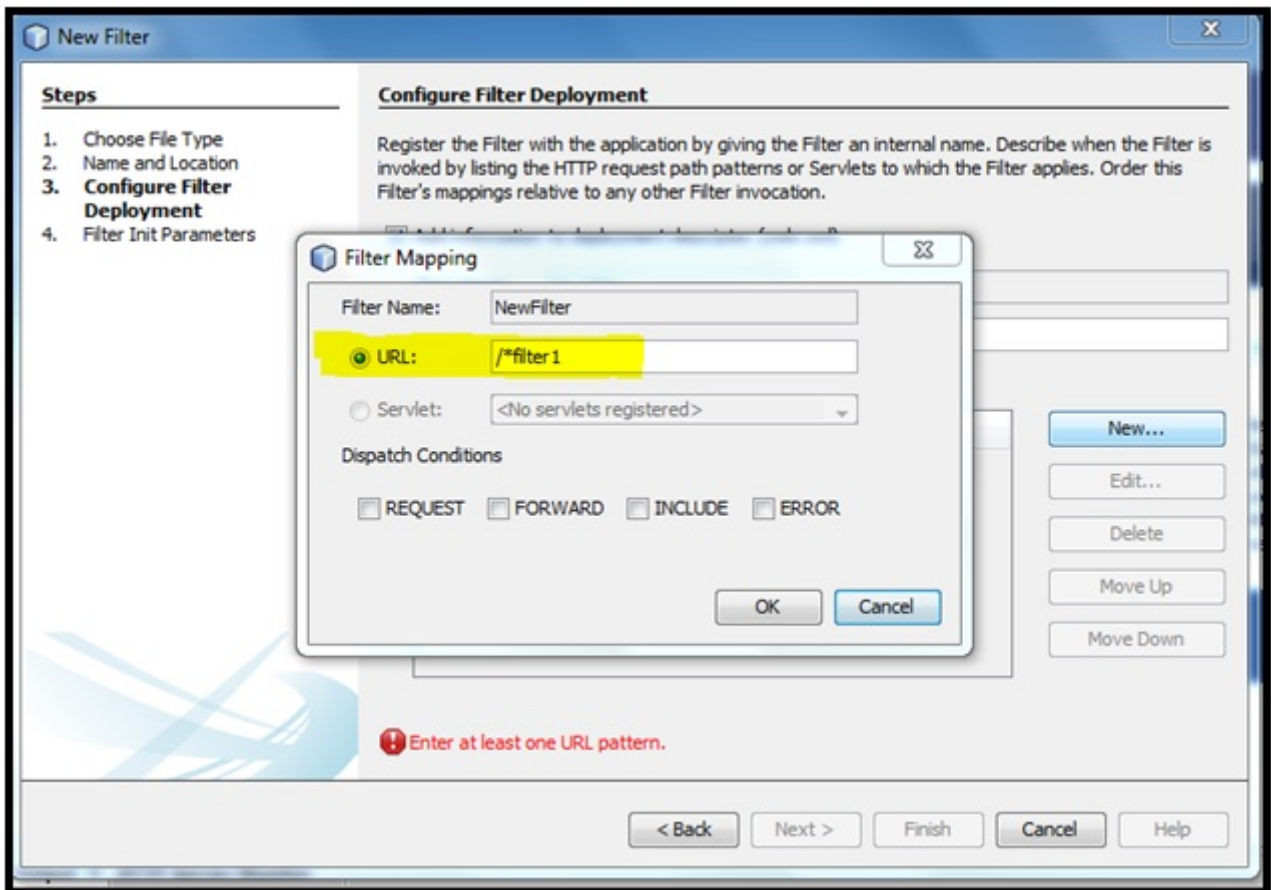 New Filter
Steps
1. Choose File Type
2. Name and Location
3. Configure Filter
Deployment
4. Filter Init Parameters
Configure Filter Deployment
Register the Filter with the application by giving the Filter an internal name. Describe when the Filter is
invoked by listing the HTTP request path patterns or Servlets to which the Filter applies. Order this
Filter's mappings relative to any other Filter invocation.
Filter Mapping
Filter Name: NewFilter
URL: /*filter1
Servlet: <No servlets registered>
Dispatch Conditions
REQUEST FORWARD INCLUDE ERROR
OK Cancel
New...
Edit...
Delete
Move Up
Move Down
Enter at least one URL pattern.
< Back Next > Finish Cancel Help